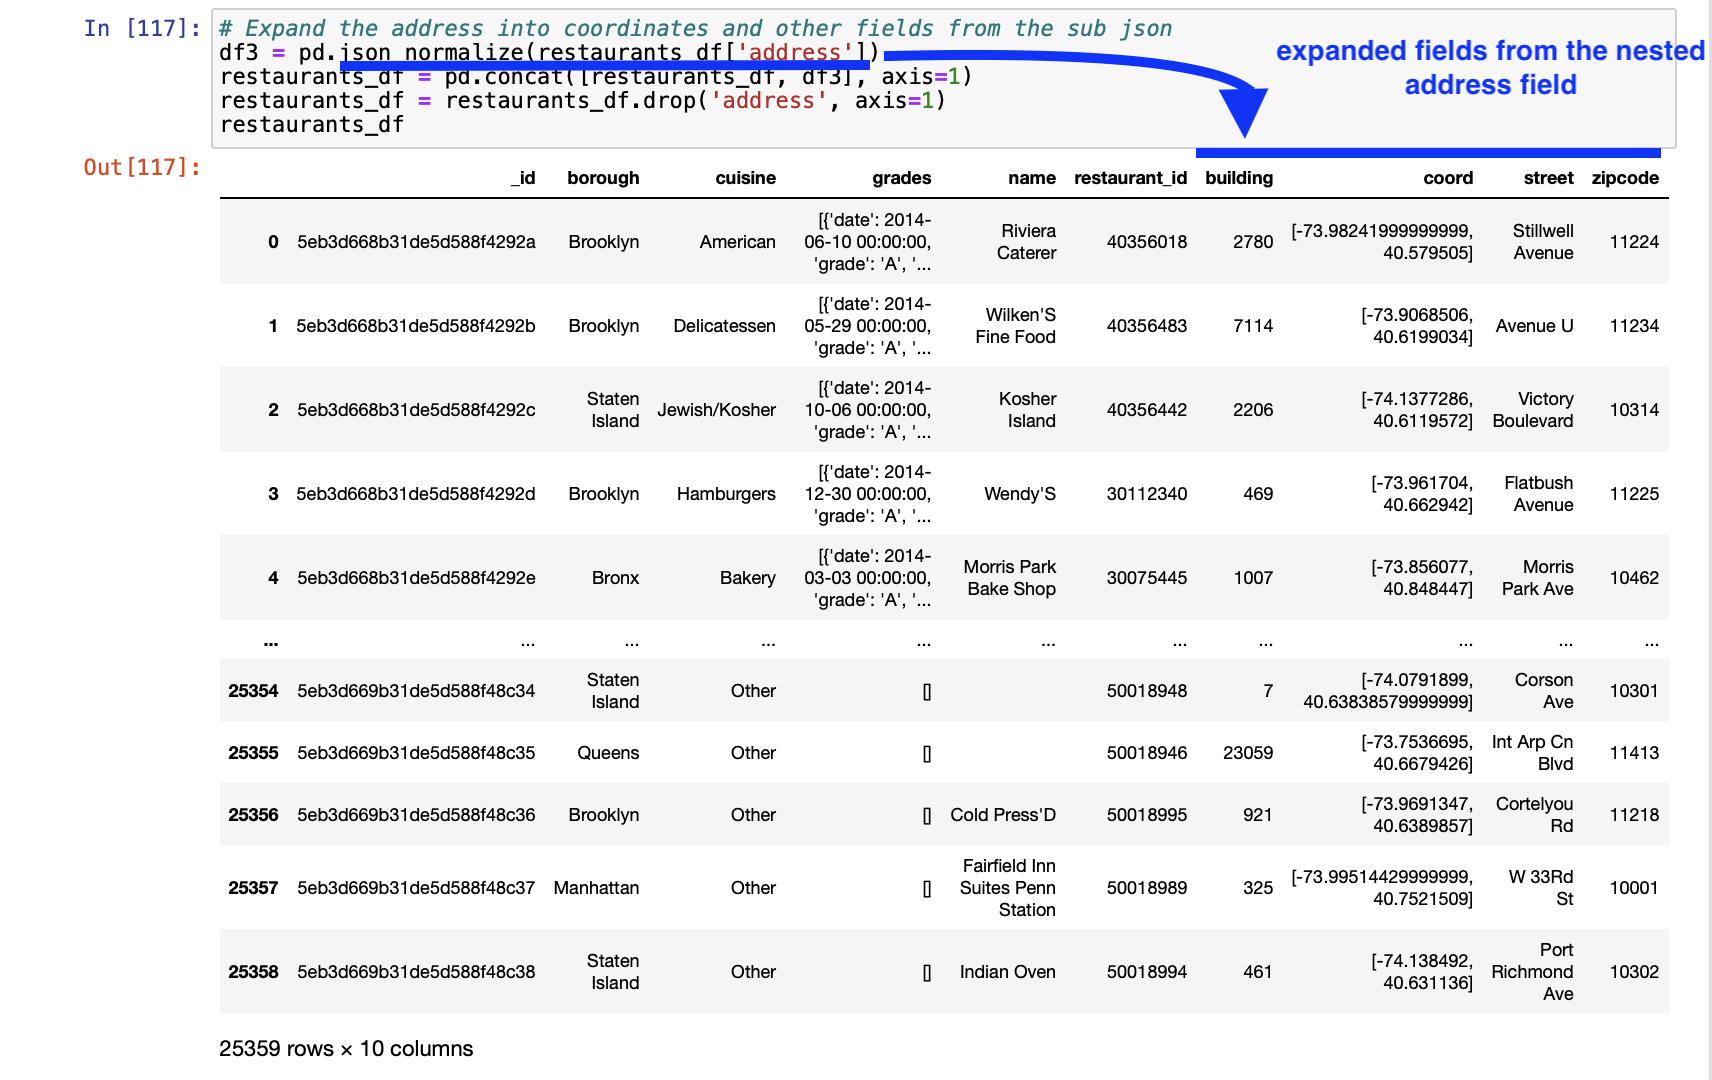 In [117]:
# Expand the address into coordinates and other fields from the sub json
df3 = pd.json_normalize(restaurants_df['address'])
restaurants_df = pd.concat([restaurants_df, df3], axis=1)
restaurants_df = restaurants_df.drop('address', axis=1)
restaurants_df
expanded fields from the nested
address field
Out[117]:
_id borough cuisine grades name restaurant_id building coord street zipcode
0 5eb3d668b31de5d588f4292a Brooklyn American [{'date': 2014-06-10 00:00:00, 'grade': 'A', '... Riviera Caterer 40356018 2780 [-73.98241999999999, 40.579505] Stillwell Avenue 11224
1 5eb3d668b31de5d588f4292b Brooklyn Delicatessen [{'date': 2014-05-29 00:00:00, 'grade': 'A', '... Wilken'S Fine Food 40356483 7114 [-73.9068506, 40.6199034] Avenue U 11234
2 5eb3d668b31de5d588f4292c Staten Island Jewish/Kosher [{'date': 2014-10-06 00:00:00, 'grade': 'A', '... Kosher Island 40356442 2206 [-74.1377286, 40.6119572] Victory Boulevard 10314
3 5eb3d668b31de5d588f4292d Brooklyn Hamburgers [{'date': 2014-12-30 00:00:00, 'grade': 'A', '... Wendy'S 30112340 469 [-73.961704, 40.662942] Flatbush Avenue 11225
4 5eb3d668b31de5d588f4292e Bronx Bakery [{'date': 2014-03-03 00:00:00, 'grade': 'A', '... Morris Park Bake Shop 30075445 1007 [-73.856077, 40.848447] Morris Park Ave 10462
... ... ... ... ... ... ... ... ... ... ...
25354 5eb3d669b31de5d588f48c34 Staten Island Other [] 50018948 7 [-74.0791899, 40.63838579999999] Corson Ave 10301
25355 5eb3d669b31de5d588f48c35 Queens Other [] 50018946 23059 [-73.7536695, 40.6679426] Int Arp Cn Blvd 11413
25356 5eb3d669b31de5d588f48c36 Brooklyn Other [] Cold Press'D 50018995 921 [-73.9691347, 40.6389857] Cortelyou Rd 11218
25357 5eb3d669b31de5d588f48c37 Manhattan Other [] Fairfield Inn Suites Penn Station 50018989 325 [-73.99514429999999, 40.7521509] W 33Rd St 10001
25358 5eb3d669b31de5d588f48c38 Staten Island Other [] Indian Oven 50018994 461 [-74.138492, 40.631136] Port Richmond Ave 10302
25359 rows × 10 columns